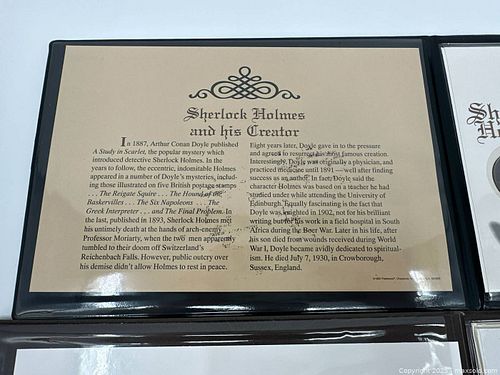 Sherlock Holmes
and his Creator
In 1887, Arthur Conan Doyle published
A Study in Scarlet, the popular mystery which
introduced detective Sherlock Holmes. In the
years to follow, the eccentric, indomitable Holmes
appeared in a number of Doyle's mysteries, includ-
ing those illustrated on five British postage stamps
. . . The Reigate Squire . . . The Hound of the
Baskervilles . . . The Six Napoleons . . . The
Greek Interpreter . . . and The Final Problem. In
the last, published in 1893, Sherlock Holmes met
his untimely death at the hands of arch-enemy
Professor Moriarty, when the two men apparently
tumbled to their doom off Switzerland's
Reichenbach Falls. However, public outcry over
his demise didn't allow Holmes to rest in peace.
Eight years later, Doyle gave in to the pressure
and agreed to resurrect his most famous creation.
Interestingly, Doyle was originally a physician, and
practiced medicine until 1891—well after finding
success as an author. In fact, Doyle said the
character Holmes was based on a teacher he had
studied under while attending the University of
Edinburgh. Equally fascinating is the fact that
Doyle was knighted in 1902, not for his brilliant
writing but for his work in a field hospital in South
Africa during the Boer War. Later in his life, after
his son died from wounds received during World
War I, Doyle became avidly dedicated to spiritual-
ism. He died July 7, 1930, in Crowborough,
Sussex, England.
Sh
H
Copyright 2025 maxsold.com